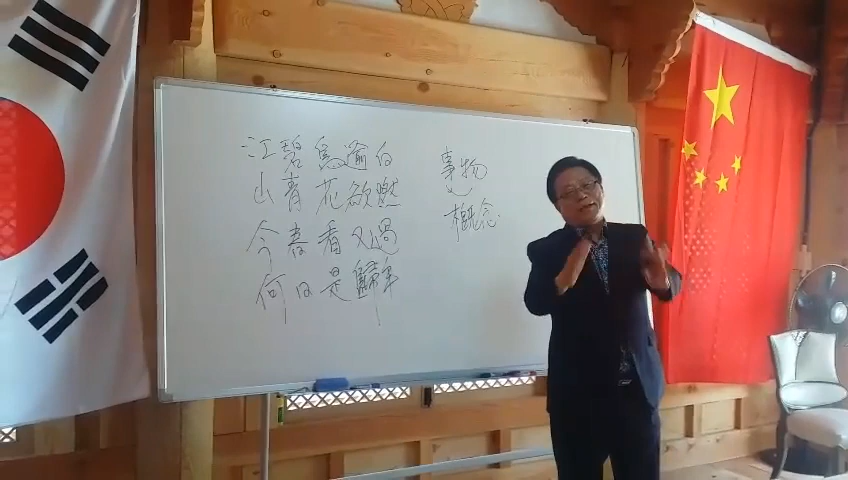 江碧鳥逾白
山青花欲燃
今春看又過
何日是歸年
事物
概念